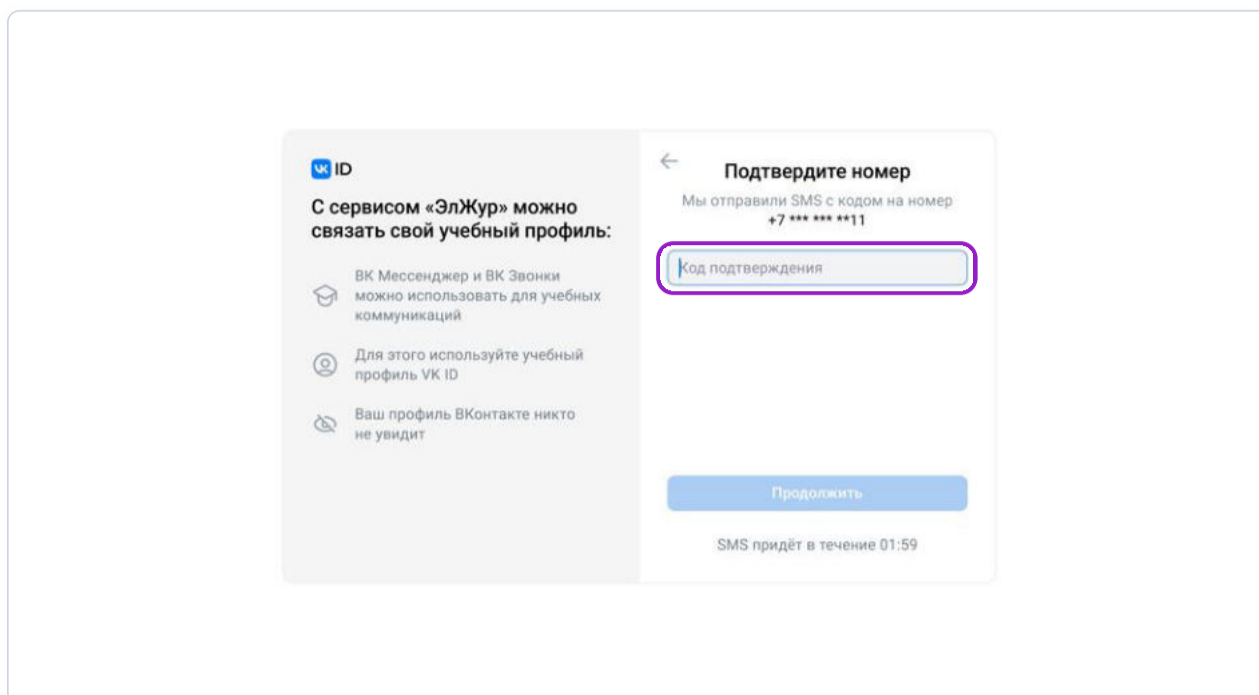 VK ID
С сервисом «ЭлЖур» можно
связать свой учебный профиль:
ВК Мессенджер и ВК Звонки
можно использовать для учебных
коммуникаций
Для этого используйте учебный
профиль VK ID
Ваш профиль ВКонтакте никто
не увидит
Подтвердите номер
Мы отправили SMS с кодом на номер
+7 *** *** **11
Код подтверждения
Продолжить
SMS придёт в течение 01:59